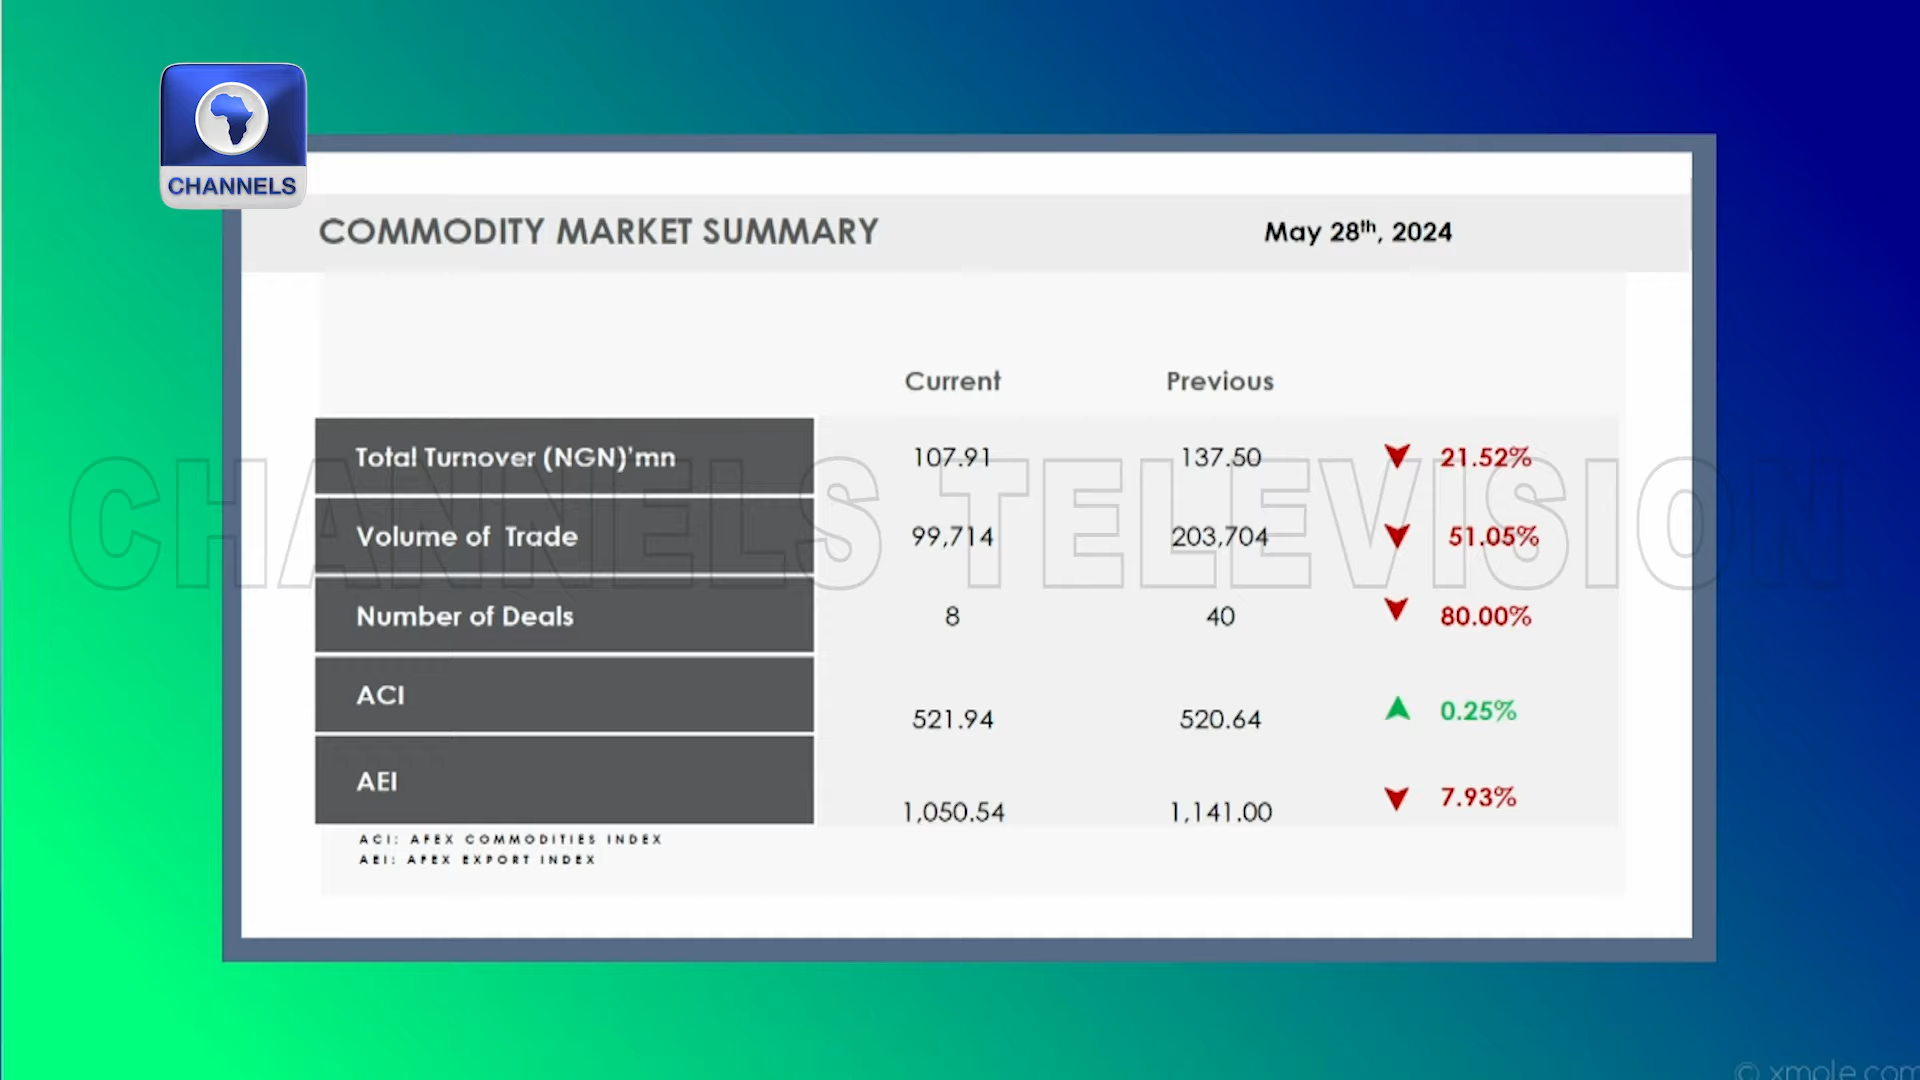 CHANNELS
COMMODITY MARKET SUMMARY May 28th, 2024
Current Previous
Total Turnover (NGN)'mn 107.91 137.50 21.52%
CHANNELS TELEVISION
Volume of Trade 99,714 203,704 51.05%
Number of Deals 8 40 80.00%
ACI 521.94 520.64 0.25%
AEI 1,050.54 1,141.00 7.93%
ACI: AFEX COMMODITIES INDEX
AEI: AFEX EXPORT INDEX
© xmple.com